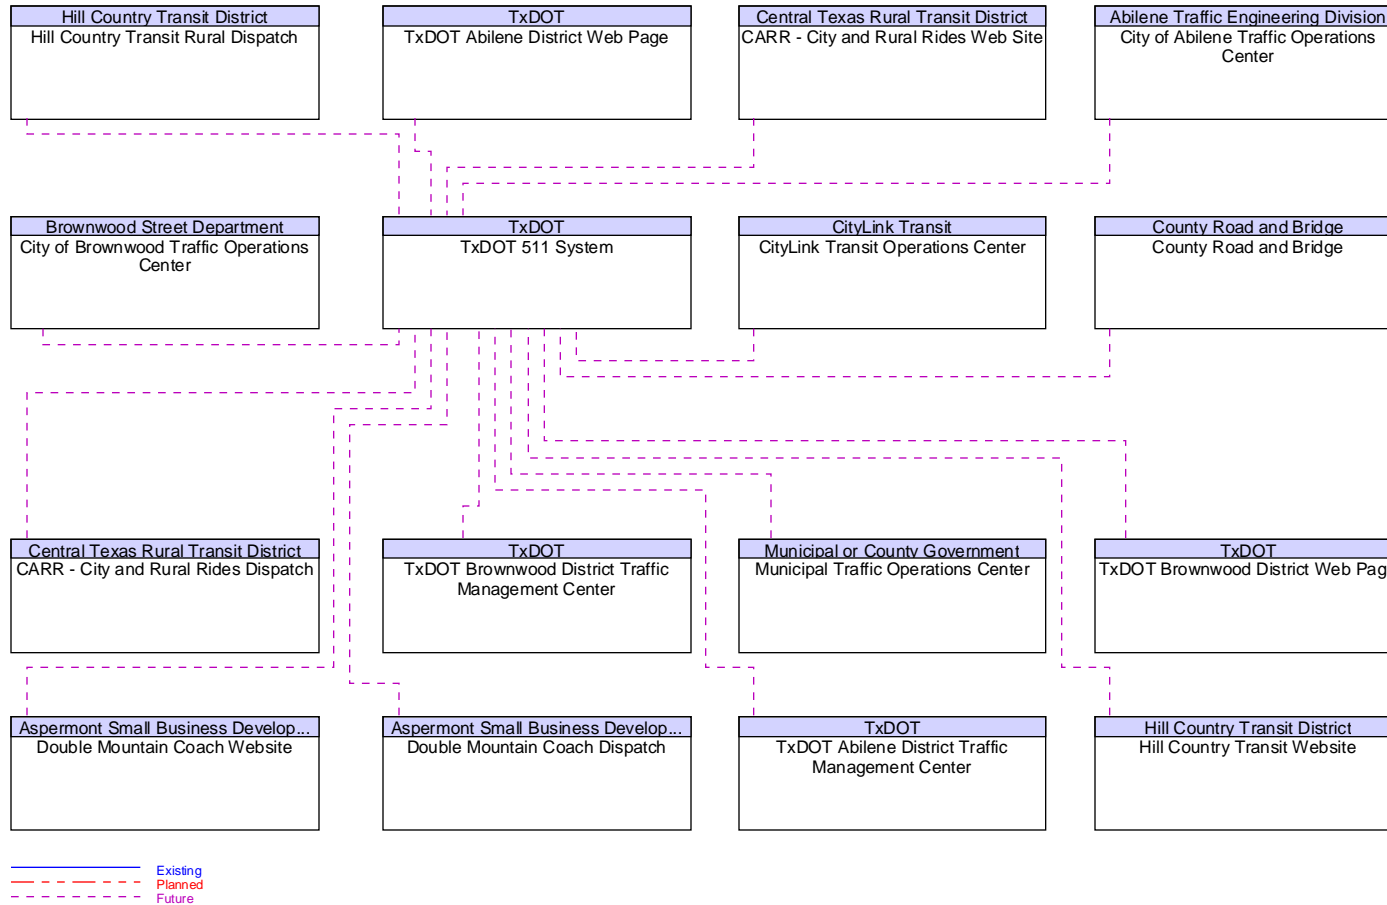 Hill Country Transit District
Hill Country Transit Rural Dispatch
TxDOT
TxDOT Abilene District Web Page
Central Texas Rural Transit District
CARR - City and Rural Rides Web Site
Abilene Traffic Engineering Division
City of Abilene Traffic Operations
Center
Brownwood Street Department
City of Brownwood Traffic Operations
Center
TxDOT
TxDOT 511 System
CityLink Transit
CityLink Transit Operations Center
County Road and Bridge
County Road and Bridge
Central Texas Rural Transit District
CARR - City and Rural Rides Dispatch
TxDOT
TxDOT Brownwood District Traffic
Management Center
Municipal or County Government
Municipal Traffic Operations Center
TxDOT
TxDOT Brownwood District Web Pag
Aspermont Small Business Develop...
Double Mountain Coach Website
Aspermont Small Business Develop...
Double Mountain Coach Dispatch
TxDOT
TxDOT Abilene District Traffic
Management Center
Hill Country Transit District
Hill Country Transit Website
Existing
Planned
Future